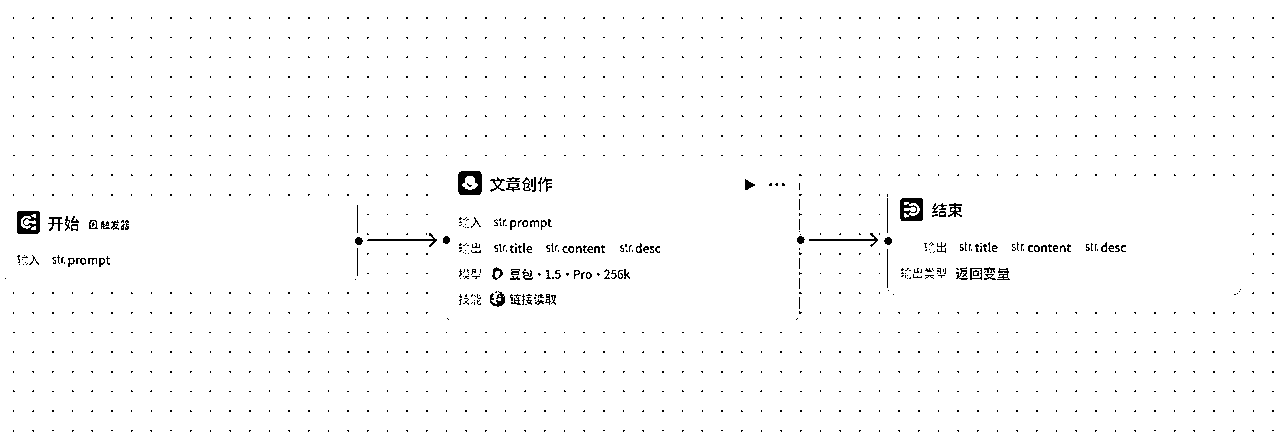 开始 触发器
输入 str.prompt
文章创作
输入 str.prompt
输出 str.title str.content str.desc
模型 豆包·1.5·Pro·256k
技能 链接读取
结束
输出 str.title str.content str.desc
输出类型 返回变量